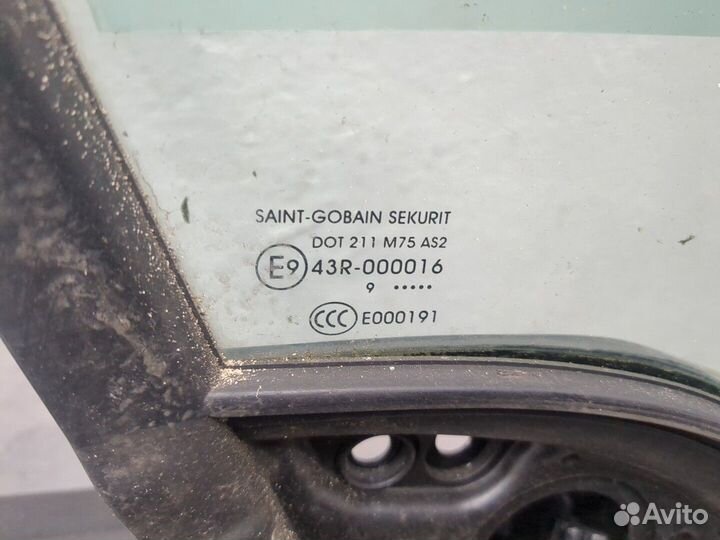 SAINT-GOBAIN SEKURIT
DOT 211 M75 AS2
E9 43R-000016
9 •••••
CCC E000191
Avito